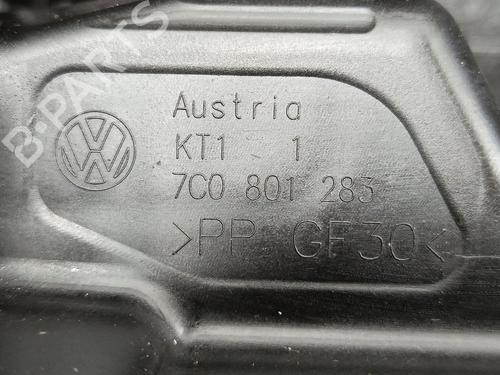 B-PARTS
Austria
KT1 1
7C0 801 283
>PP GF30<